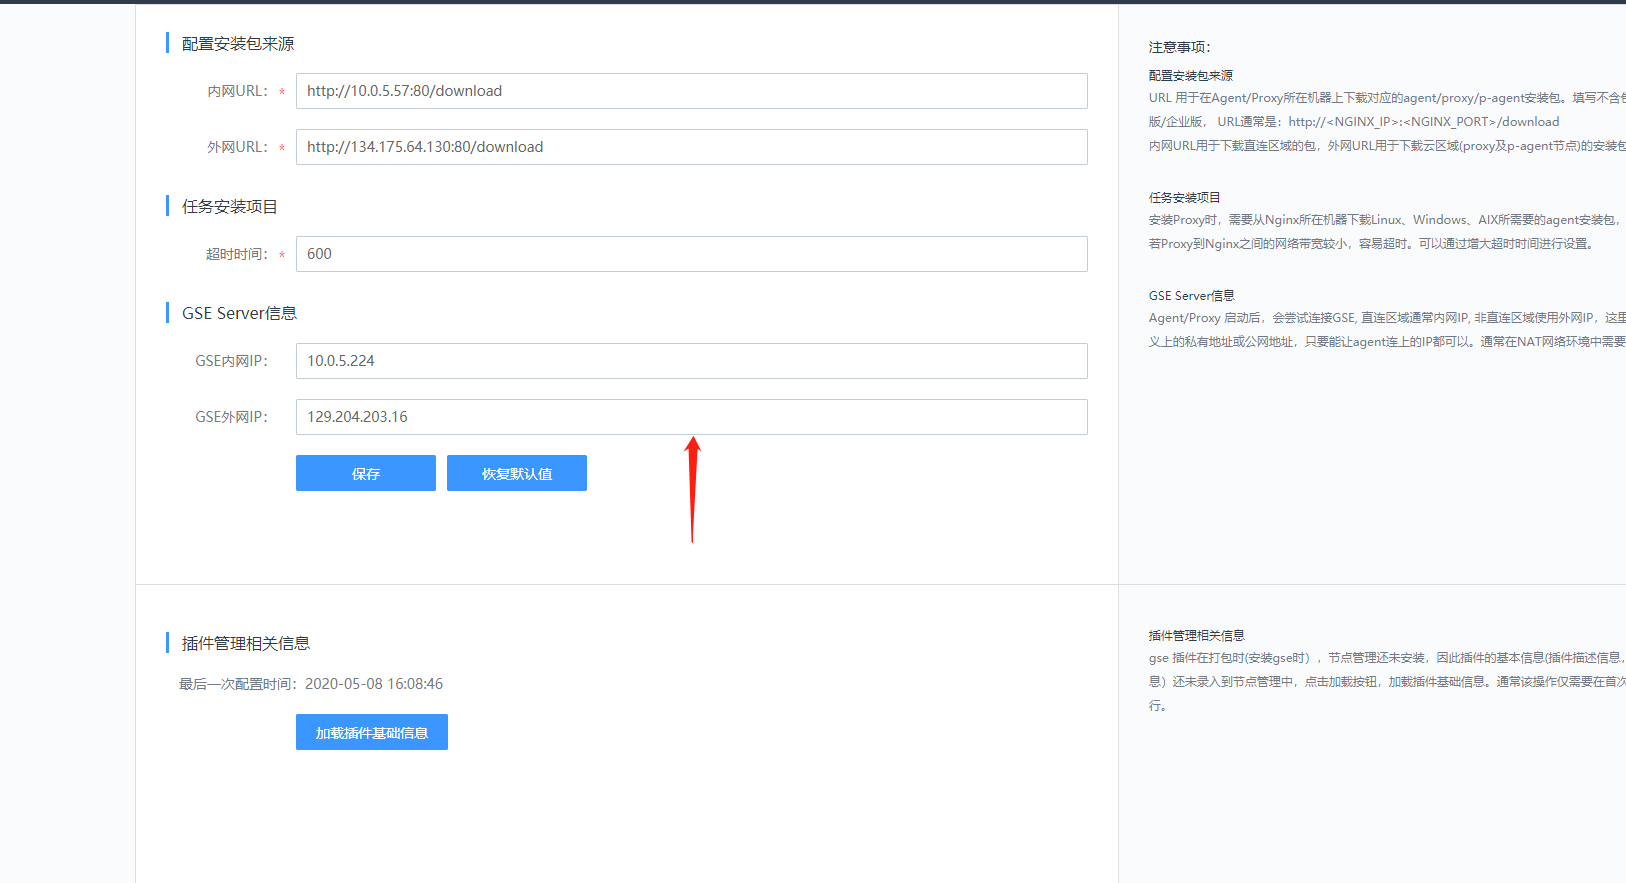 配置安装包来源
内网URL： *
http://10.0.5.57:80/download
外网URL： *
http://134.175.64.130:80/download
任务安装项目
超时时间： *
600
GSE Server信息
GSE内网IP：
10.0.5.224
GSE外网IP：
129.204.203.16
保存
恢复默认值
插件管理相关信息
最后一次配置时间：2020-05-08 16:08:46
加载插件基础信息
注意事项：
配置安装包来源
URL 用于在Agent/Proxy所在机器上下载对应的agent/proxy/p-agent安装包。填写不含
版/企业版， URL通常是：http://<NGINX_IP>:<NGINX_PORT>/download
内网URL用于下载直连区域的包，外网URL用于下载云区域(proxy及p-agent节点)的安装包
任务安装项目
安装Proxy时，需要从Nginx所在机器下载Linux、Windows、AIX所需要的agent安装包，
若Proxy到Nginx之间的网络带宽较小，容易超时。可以通过增大超时时间进行设置。
GSE Server信息
Agent/Proxy 启动后，会尝试连接GSE, 直连区域通常内网IP, 非直连区域使用外网IP，这里
义上的私有地址或公网地址，只要能让agent连上的IP都可以。通常在NAT网络环境中需要
插件管理相关信息
gse 插件在打包时(安装gse时），节点管理还未安装，因此插件的基本信息(插件描述信息，
息）还未录入到节点管理中，点击加载按钮，加载插件基础信息。通常该操作仅需要在首次
行。